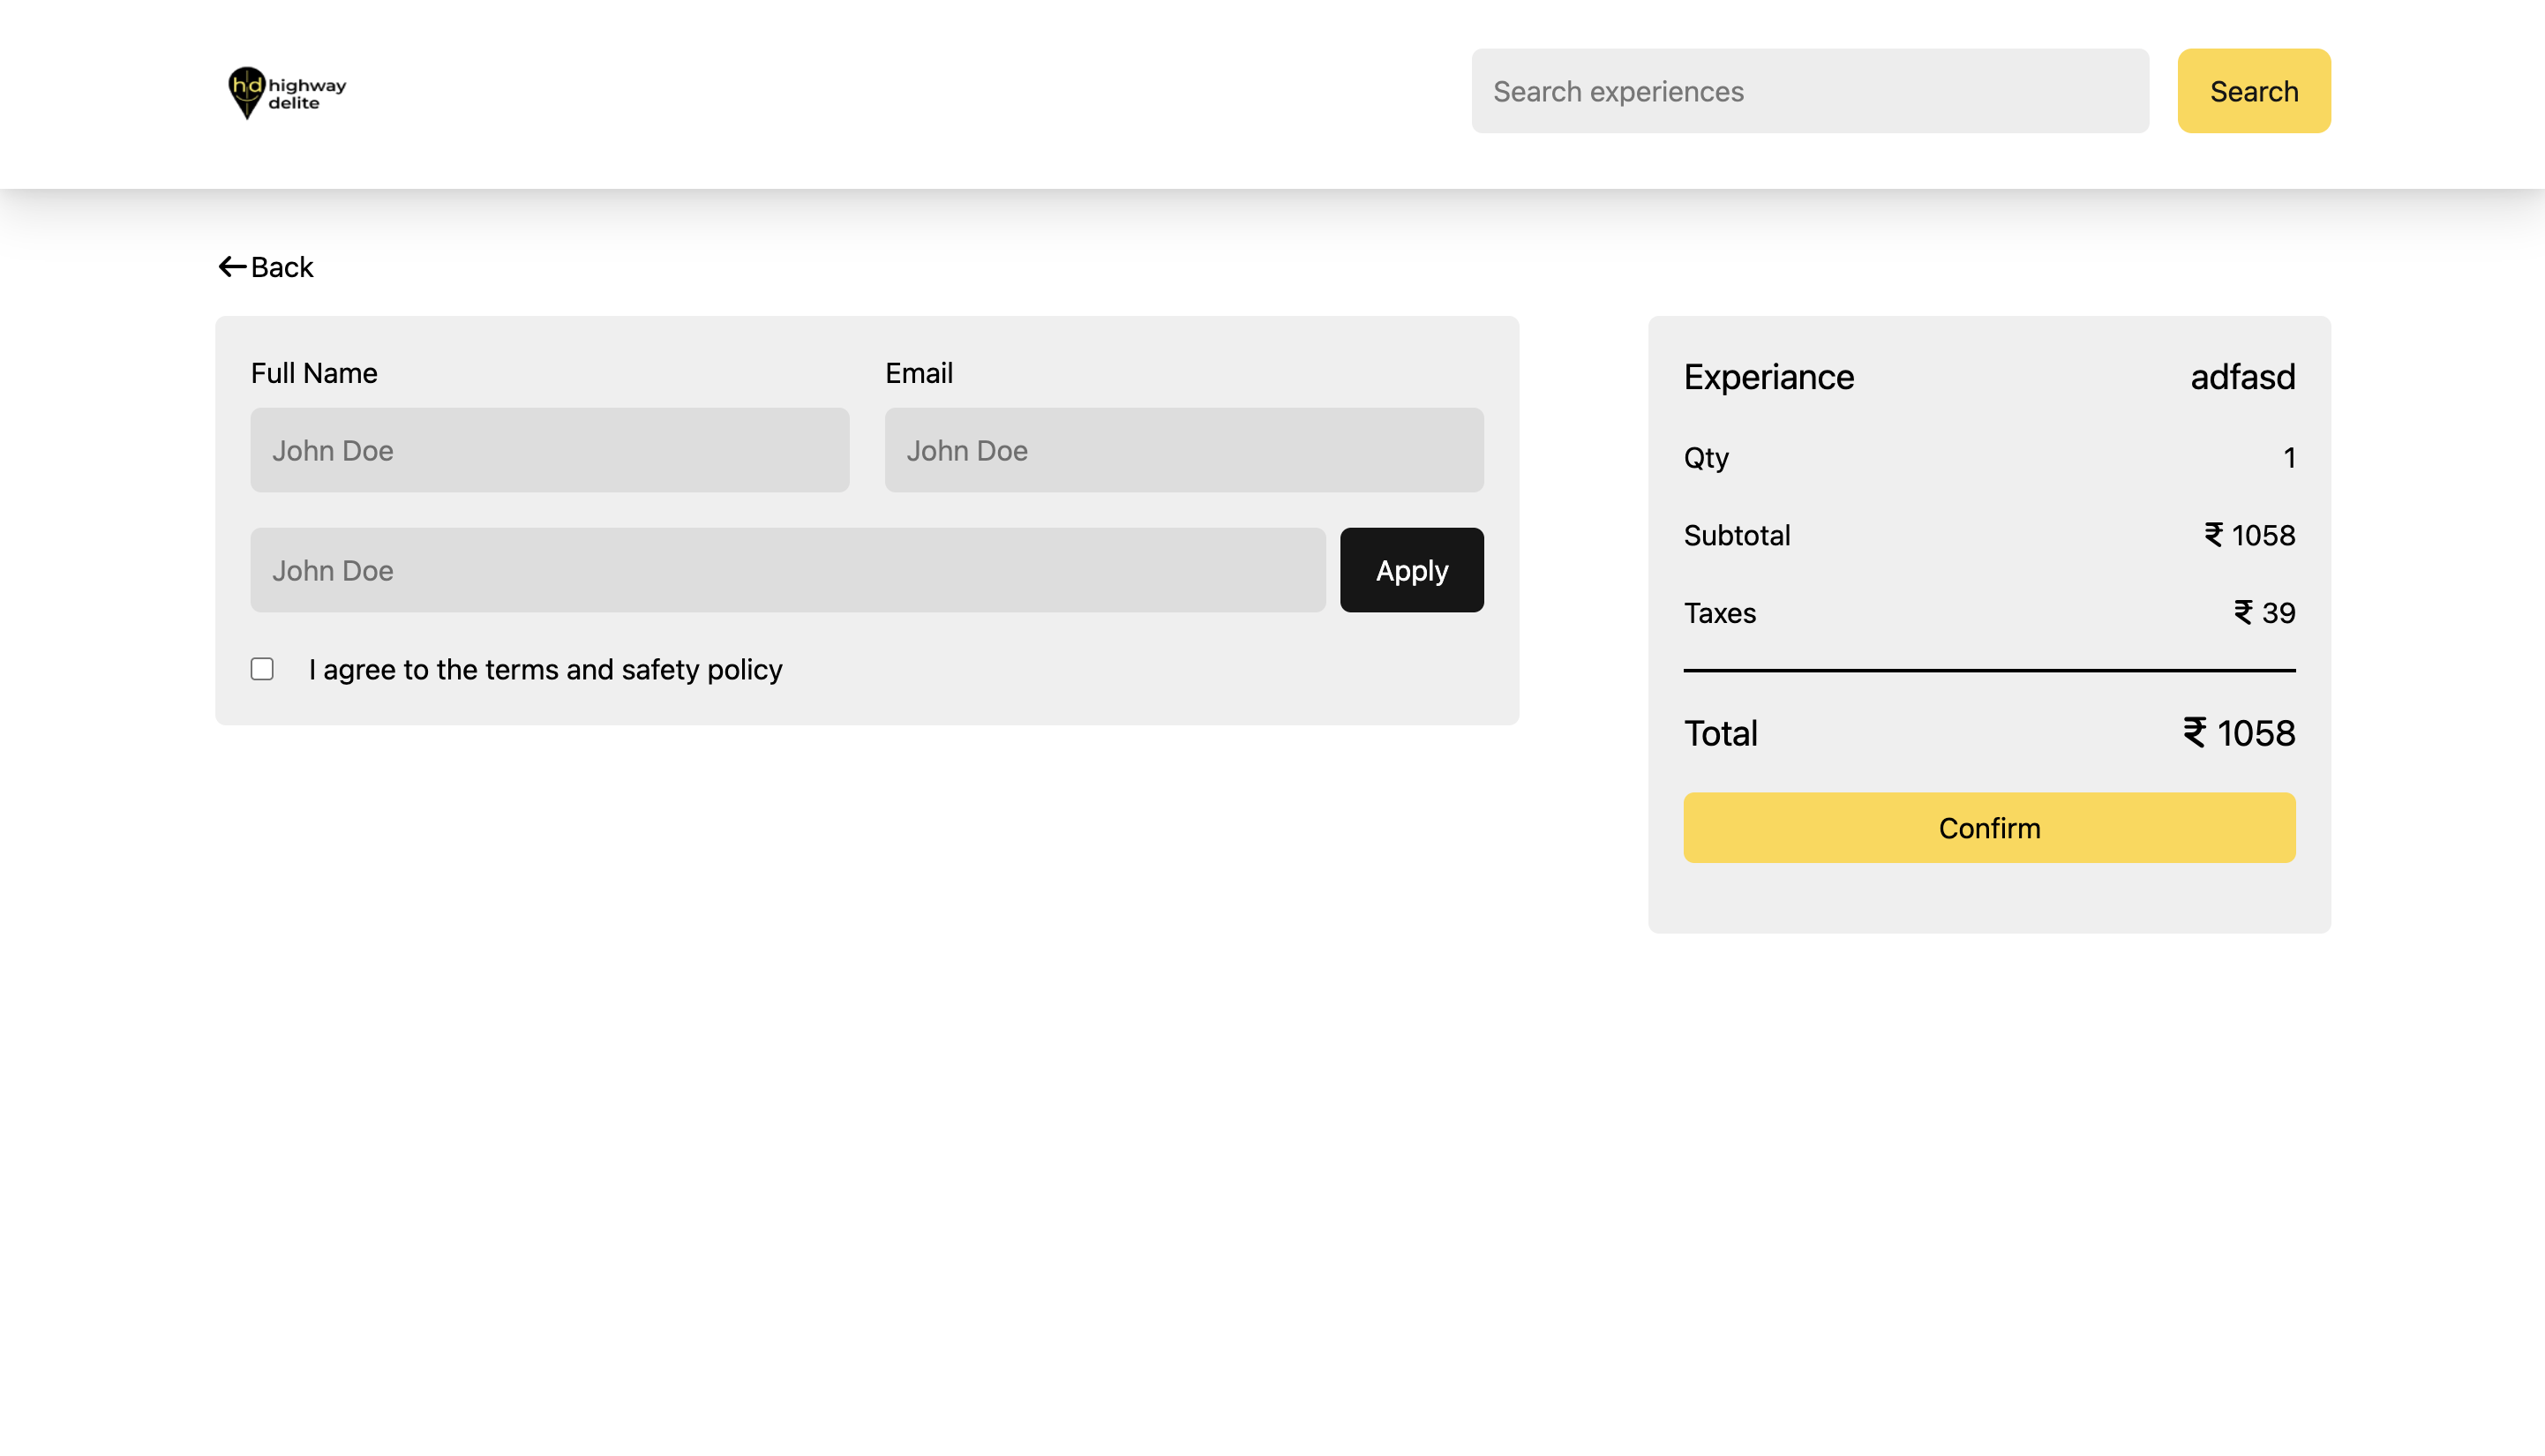 hd highway
delite
Search experiences
Search
Back
Full Name
Email
John Doe
John Doe
John Doe
Apply
I agree to the terms and safety policy
Experiance
adfasd
Qty
1
Subtotal
₹ 1058
Taxes
₹ 39
Total
₹ 1058
Confirm